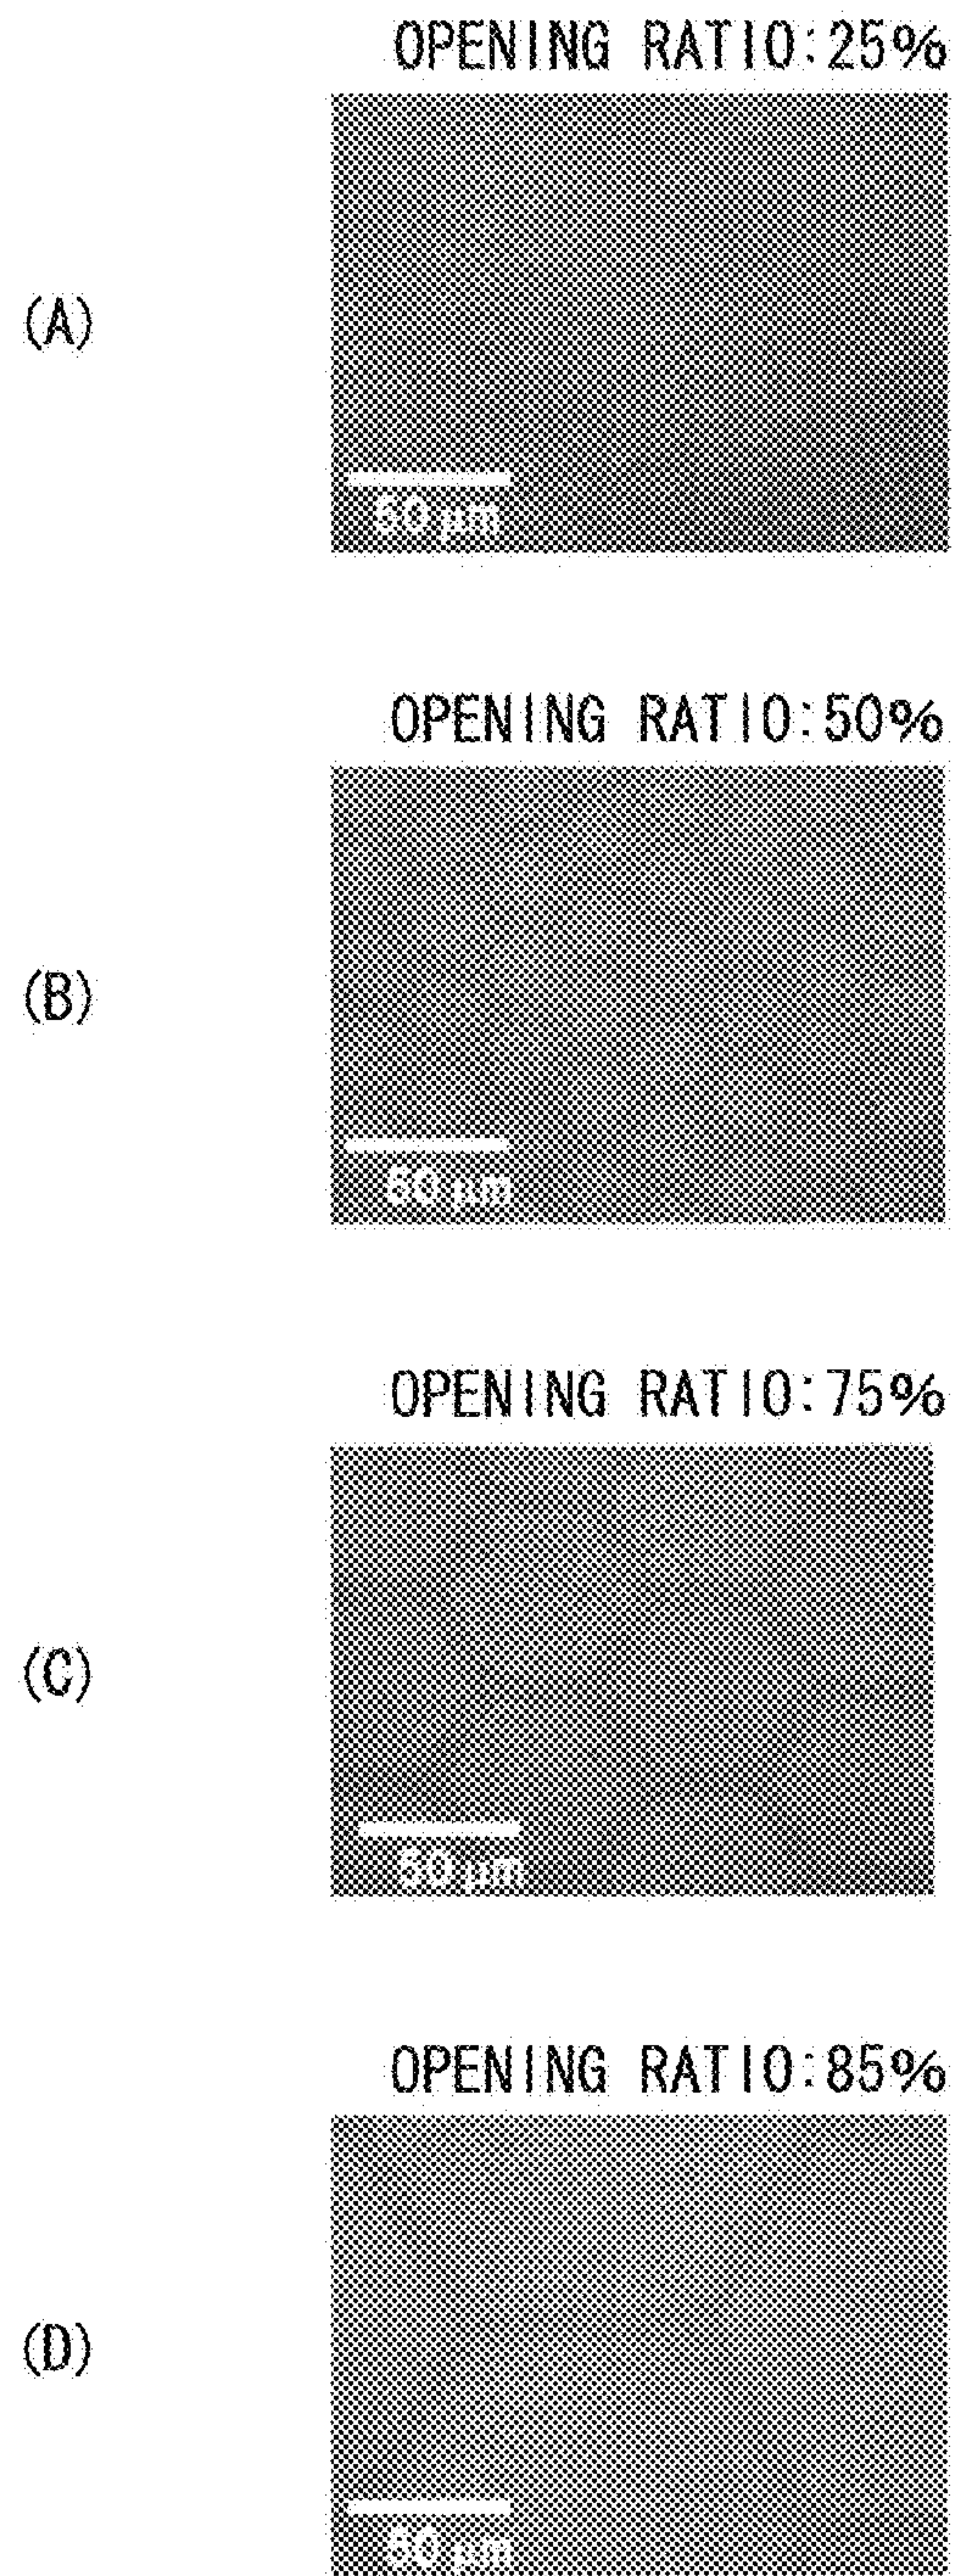 OPENING RATIO:25%
(A)
50 μm
OPENING RATIO:50%
(B)
50 μm
OPENING RATIO:75%
(C)
50 μm
OPENING RATIO:85%
(D)
50 μm